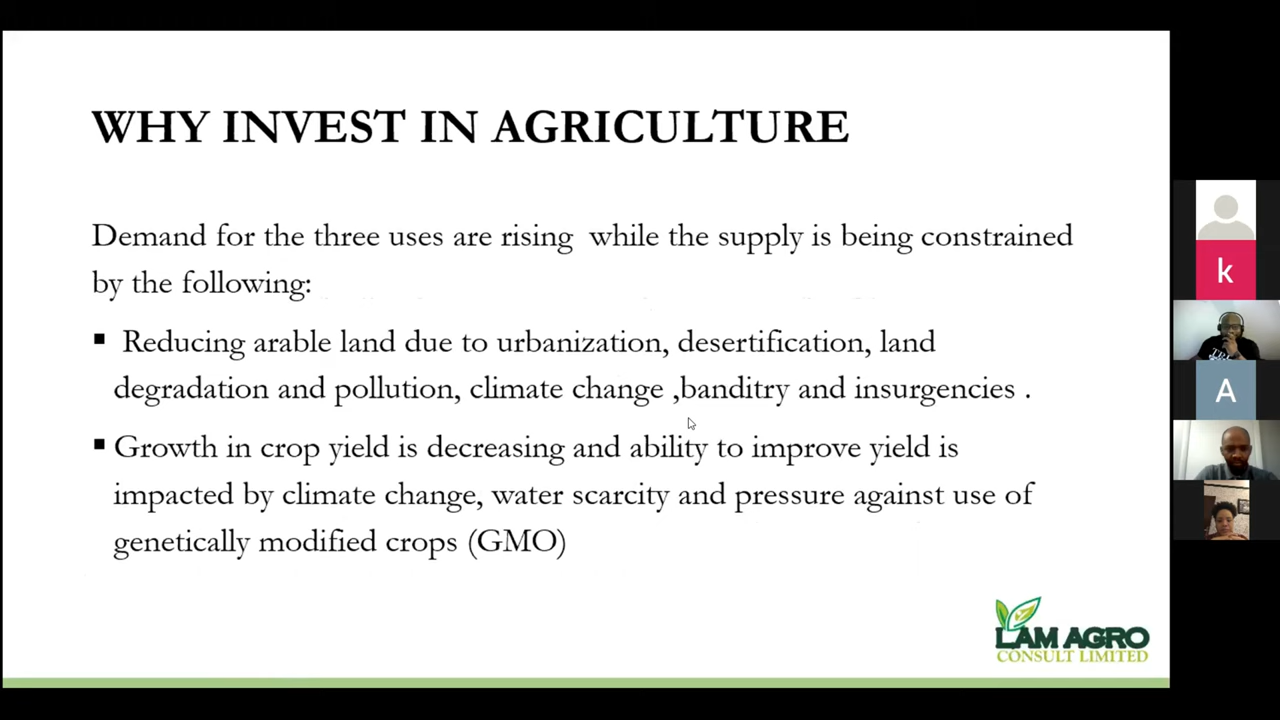 WHY INVEST IN AGRICULTURE
Demand for the three uses are rising while the supply is being constrained
by the following:
▪ Reducing arable land due to urbanization, desertification, land
degradation and pollution, climate change ,banditry and insurgencies .
▪ Growth in crop yield is decreasing and ability to improve yield is
impacted by climate change, water scarcity and pressure against use of
genetically modified crops (GMO)
k
A
LAM AGRO
CONSULT LIMITED